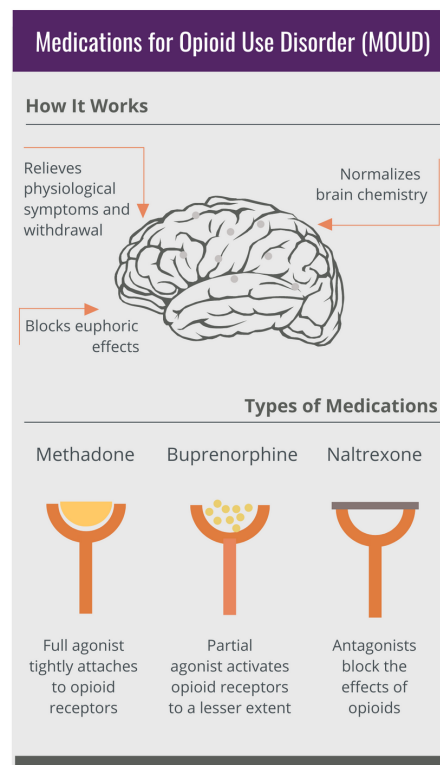 Medications for Opioid Use Disorder (MOUD)
How It Works
Relieves
physiological
symptoms and
withdrawal
Normalizes
brain chemistry
Blocks euphoric
effects
Types of Medications
Methadone
Buprenorphine
Naltrexone
Full agonist
tightly attaches
to opioid
receptors
Partial
agonist activates
opioid receptors
to a lesser extent
Antagonists
block the
effects of
opioids